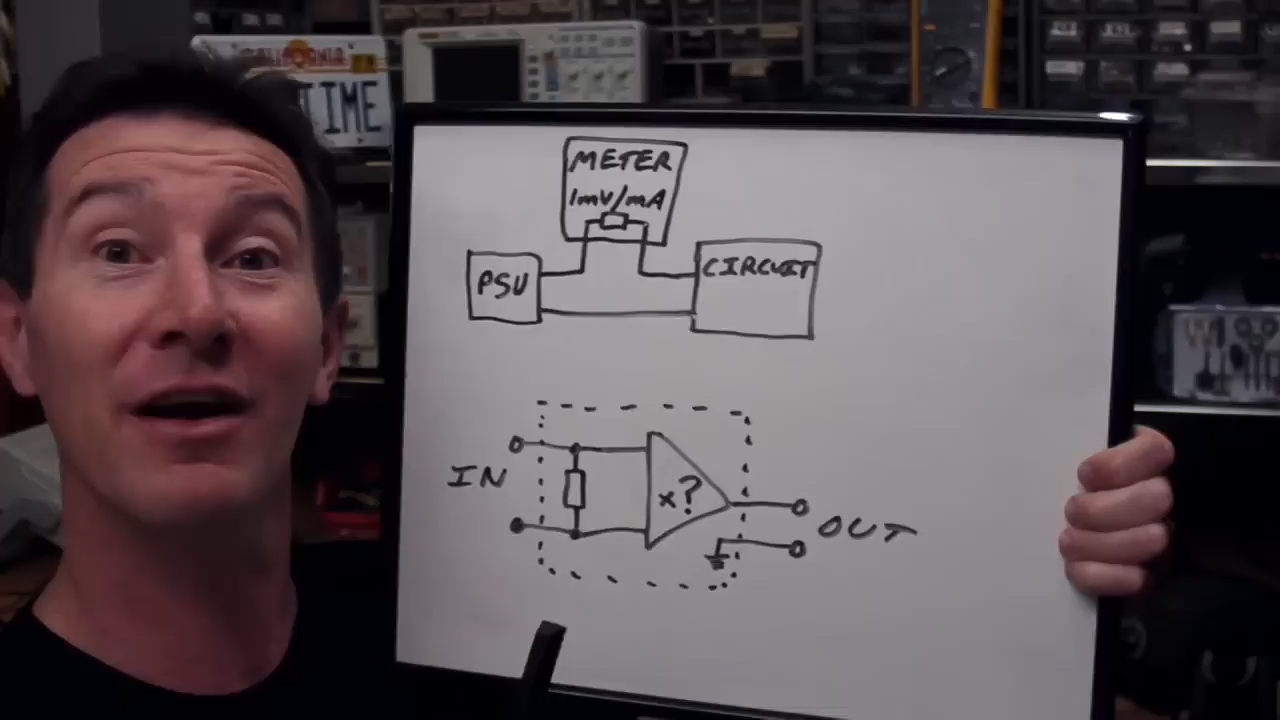 CALIFORNIA
TIME
METER
1mV/mA
PSU
CIRCUIT
IN
x?
OUT